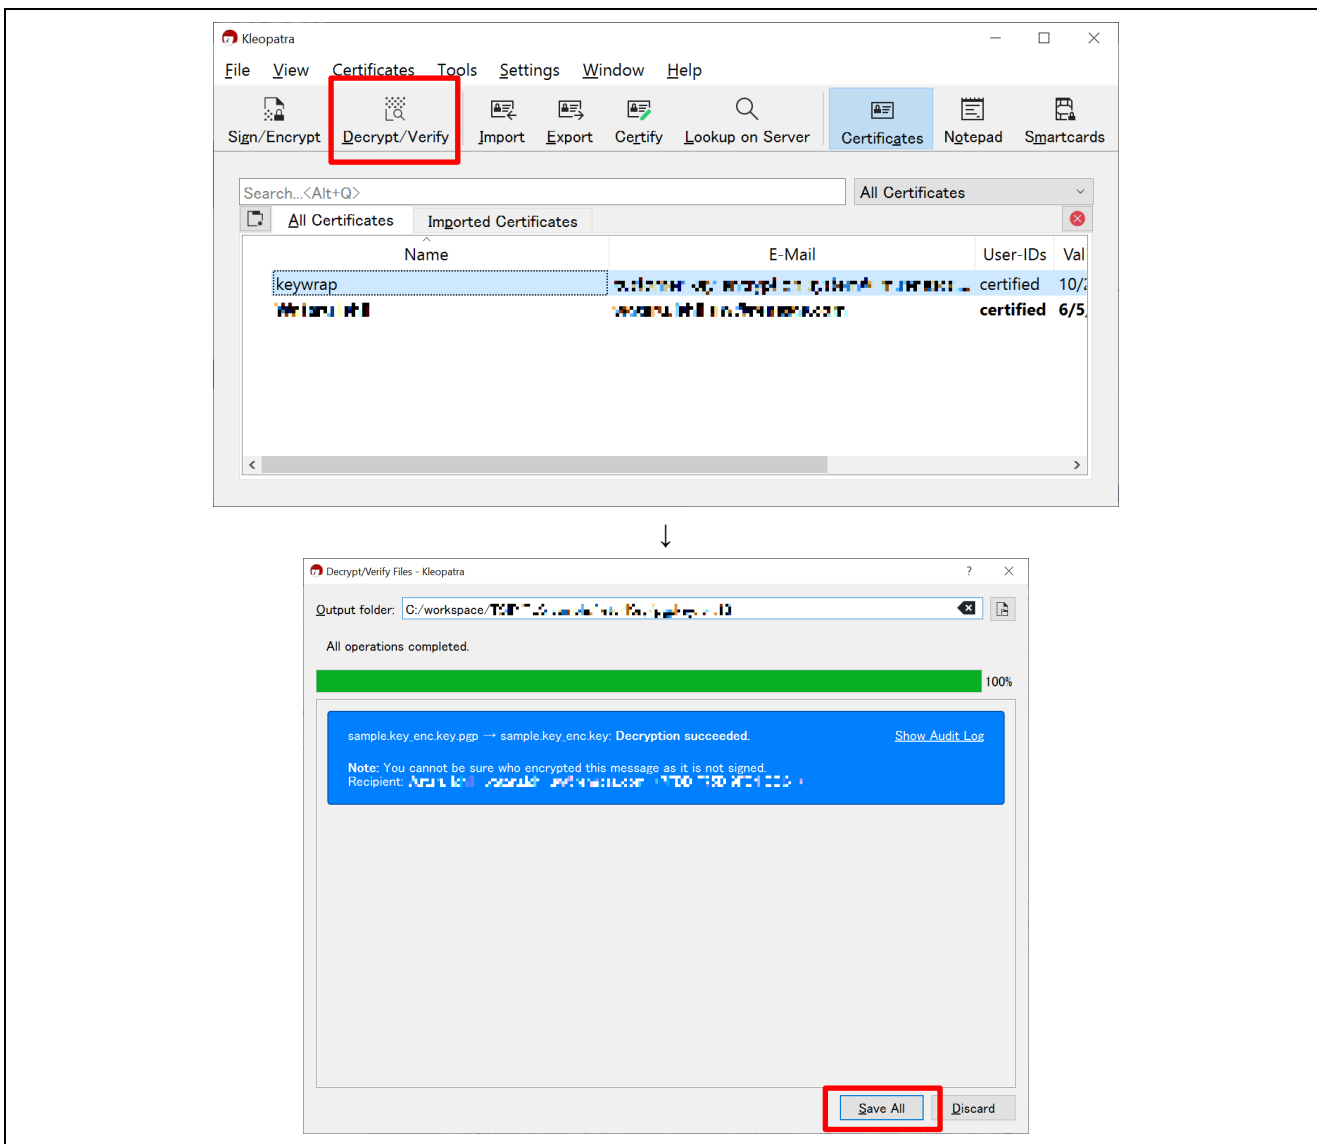 Kleopatra
File View Certificates Tools Settings Window Help
Sign/Encrypt Decrypt/Verify Import Export Certify Lookup on Server Certificates Notepad Smartcards
Search...<Alt+Q> All Certificates
All Certificates Imported Certificates
Name E-Mail User-IDs Val
keywrap certified 10/2
certified 6/5,
↓
Decrypt/Verify Files - Kleopatra
Output folder: C:/workspace/
All operations completed.
100%
sample.key_enc.key.pgp → sample.key_enc.key: Decryption succeeded. Show Audit Log
Note: You cannot be sure who encrypted this message as it is not signed.
Recipient:
Save All Discard